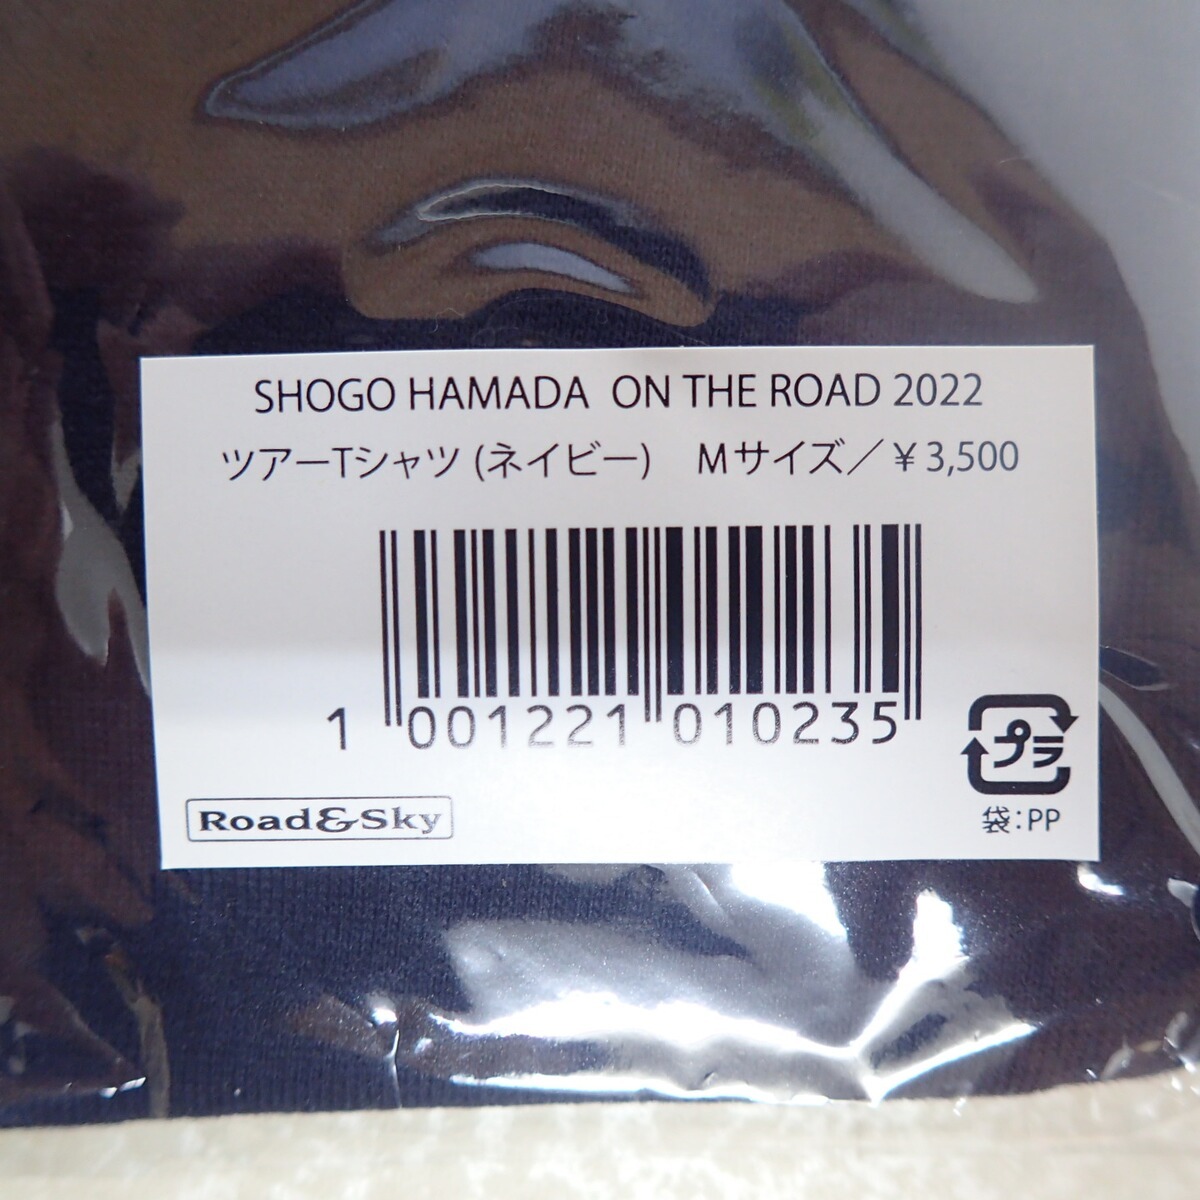 SHOGO HAMADA ON THE ROAD 2022
ツアーTシャツ (ネイビー) Mサイズ/¥3,500
1 001221 010235
プラ
Road&Sky
袋:PP